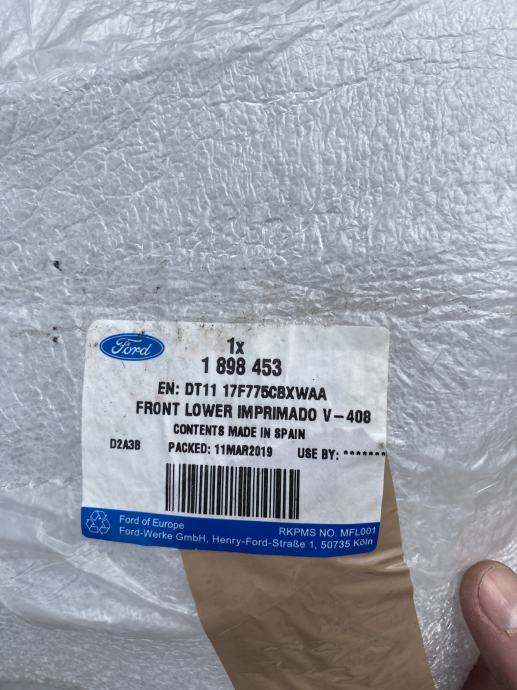 Ford
1x
1 898 453
EN: DT11 17F775CBXWAA
FRONT LOWER IMPRIMADO V-408
CONTENTS MADE IN SPAIN
D2A3B PACKED: 11MAR2019 USE BY: *******
Ford of Europe RKPMS NO. MFL001
Ford-Werke GmbH, Henry-Ford-Straße 1, 50735 Köln